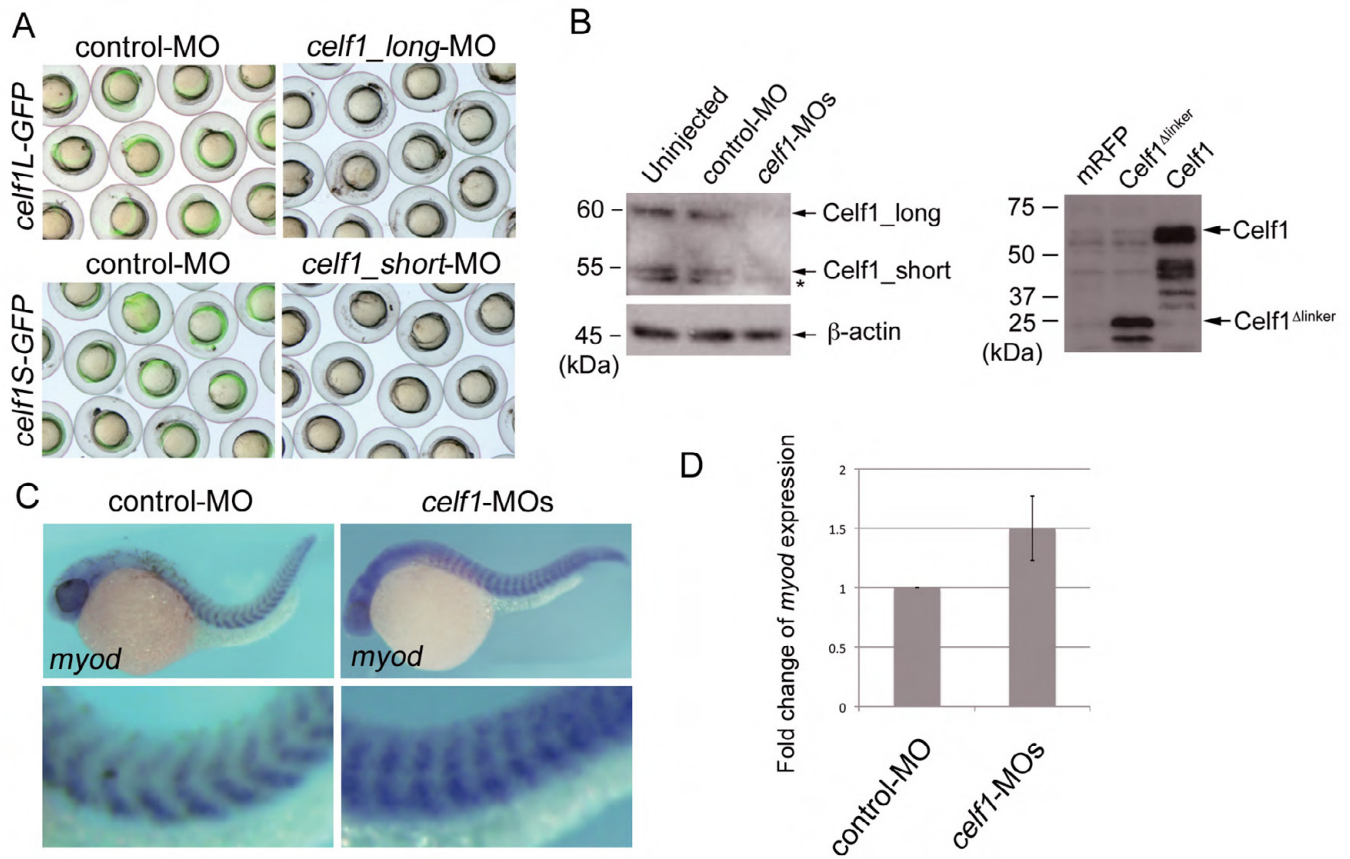 A
control-MO
celf1_long-MO
celf1L-GFP
control-MO
celf1_short-MO
celf1S-GFP
B
Uninjected
control-MO
celf1-MOs
60
Celf1_long
55
Celf1_short
*
45
β-actin
(kDa)
mRFP
Celf1Δlinker
Celf1
75
Celf1
50
37
25
Celf1Δlinker
(kDa)
C
control-MO
celf1-MOs
myod
myod
D
Fold change of myod expression
2
1.5
1
0.5
0
control-MO
celf1-MOs